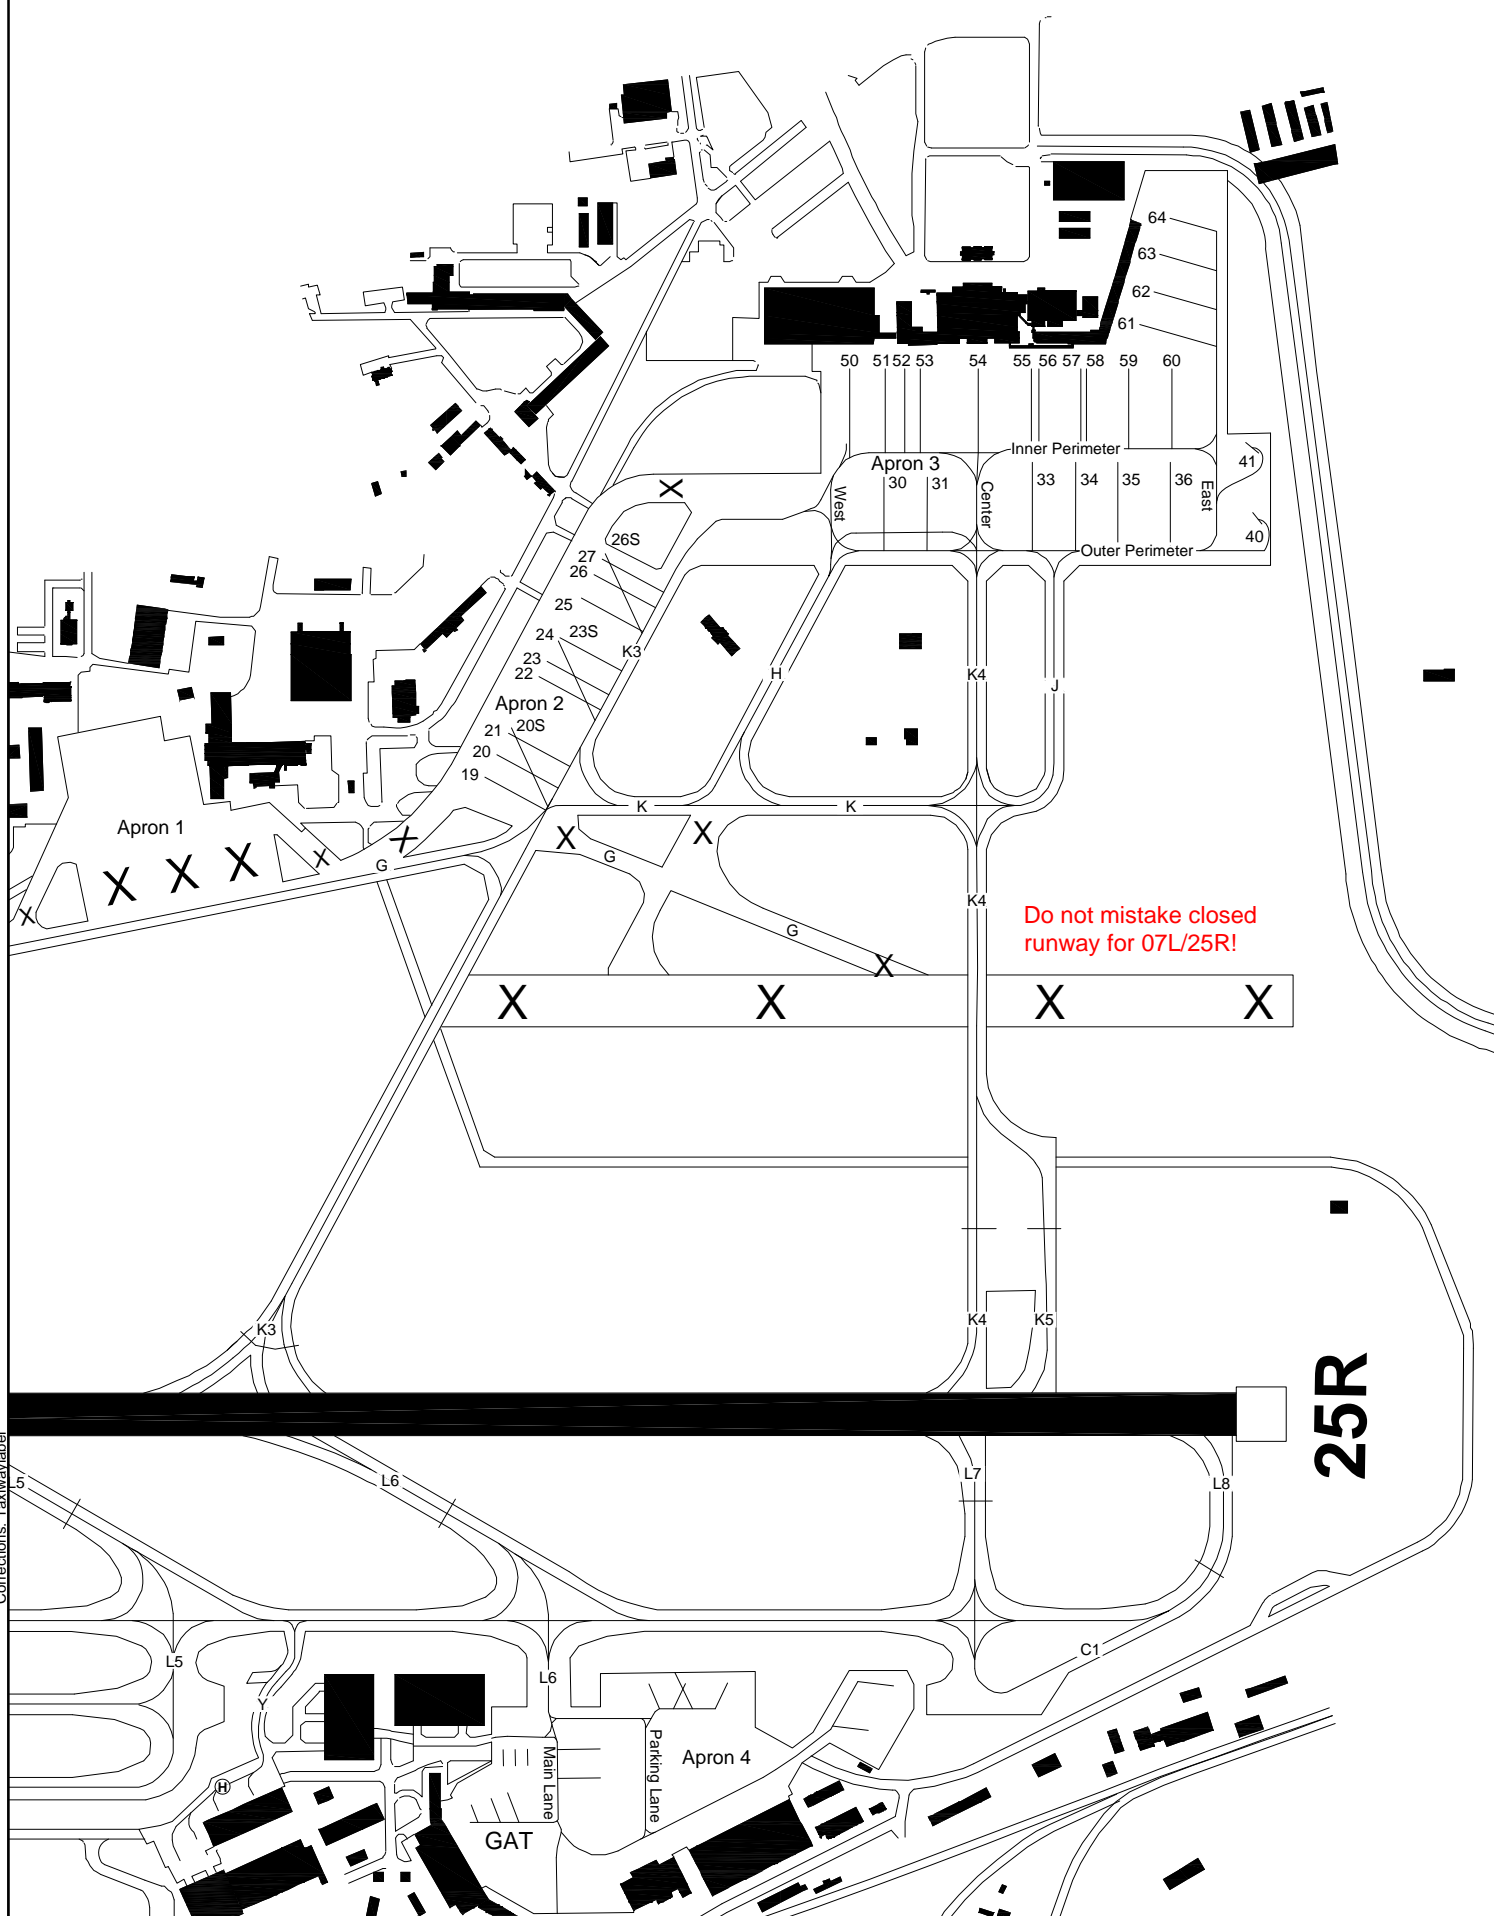 64
63
62
61
50
51
52
53
54
55
56
57
58
59
60
Inner Perimeter
Apron 3
41
30
31
33
34
35
36
West
Center
East
40
Outer Perimeter
X
26S
27
26
25
24
23S
23
22
K3
H
K4
J
Apron 2
20S
21
20
19
K
K
Apron 1
X
X
X
X
X
X
X
X
G
G
K4
Do not mistake closed
runway for 07L/25R!
G
X
X
X
X
X
K3
K4
K5
25R
L5
L6
L7
L8
Corrections: Taxiwaylabel
L5
L6
C1
Y
H
Main Lane
Parking Lane
Apron 4
GAT